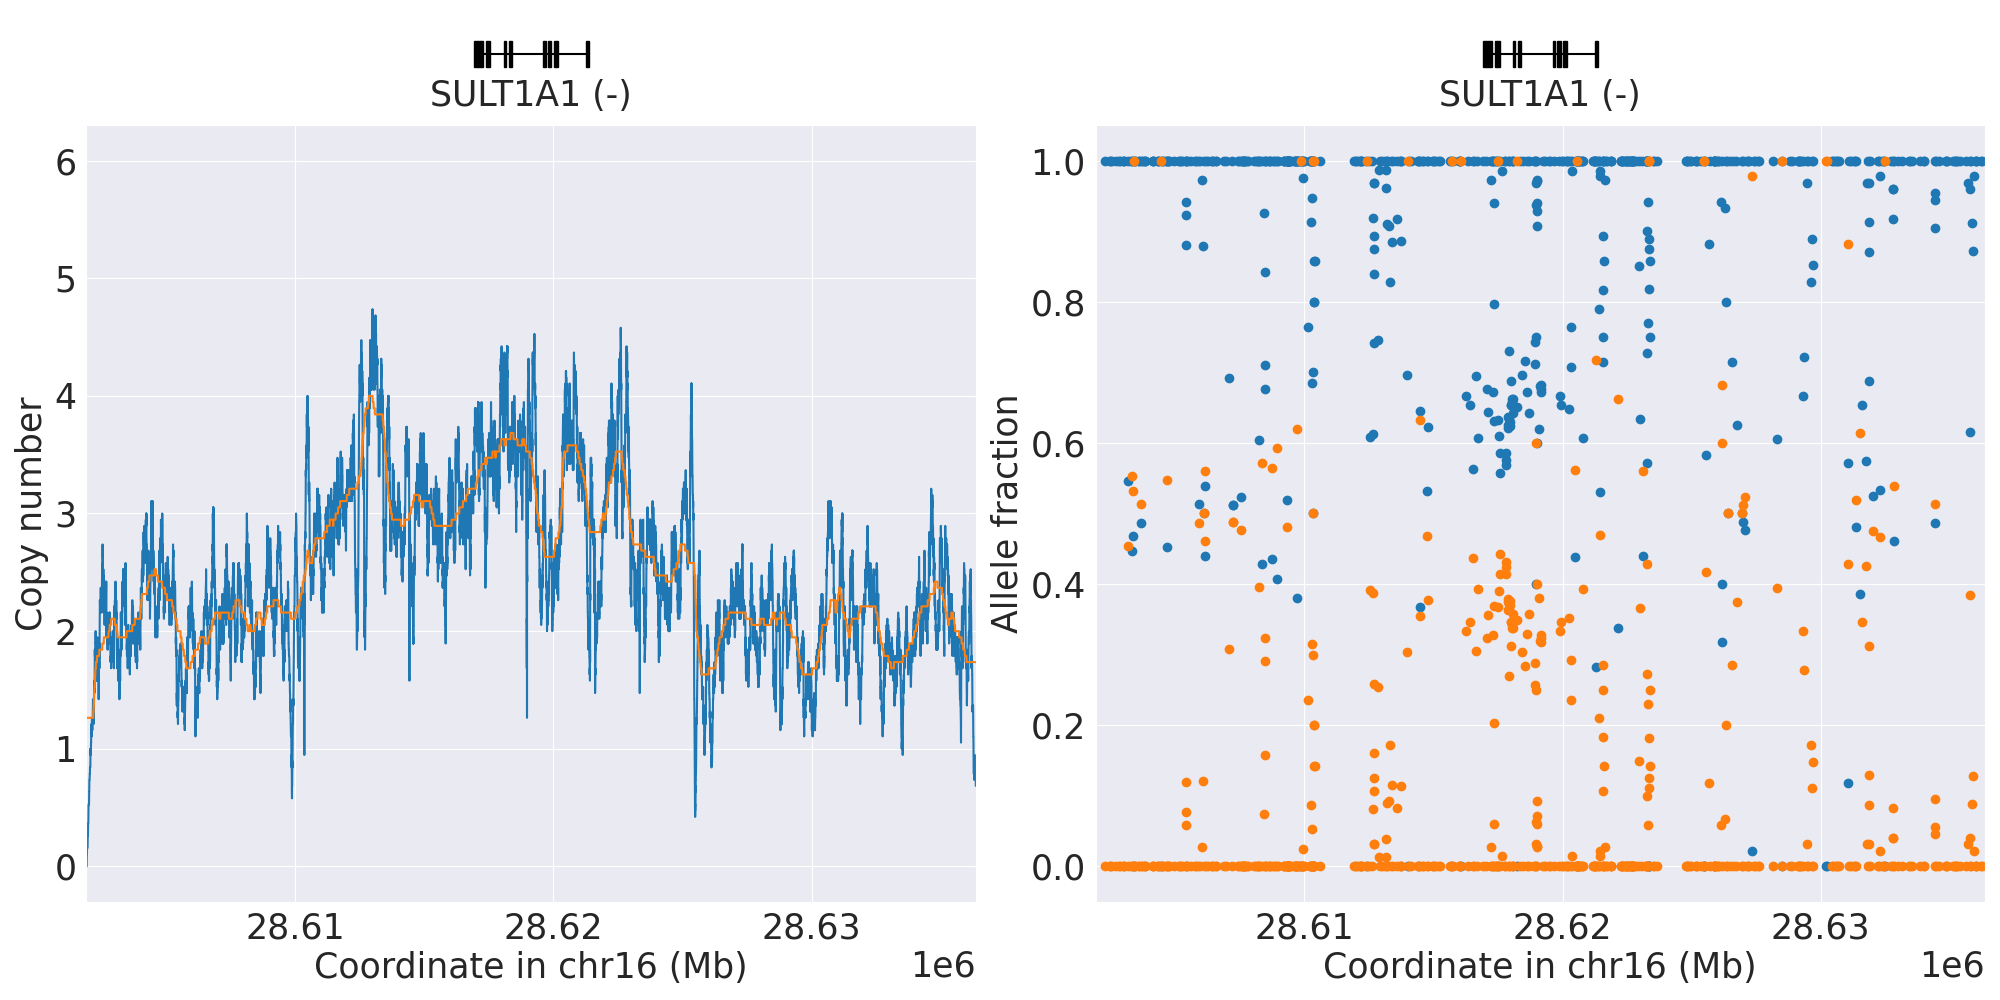 SULT1A1 (-)
6
5
4
3
2
1
0
Copy number
28.61 28.62 28.63
Coordinate in chr16 (Mb) 1e6
SULT1A1 (-)
1.0
0.8
0.6
0.4
0.2
0.0
Allele fraction
28.61 28.62 28.63
Coordinate in chr16 (Mb) 1e6